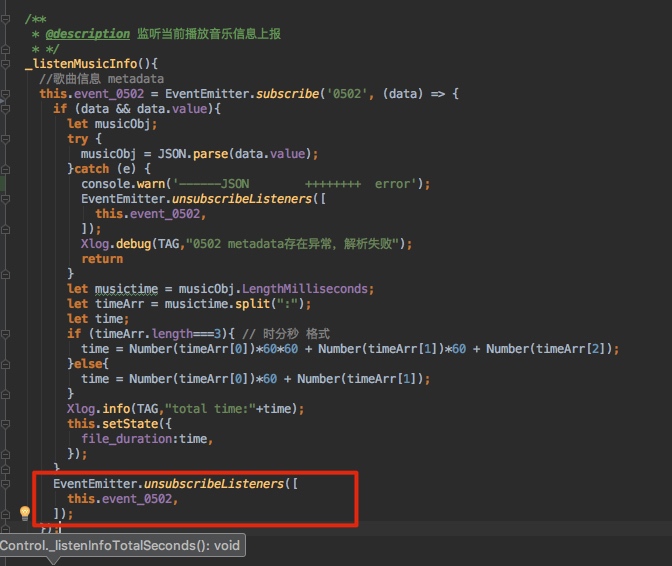 /**
* @description 监听当前播放音乐信息上报
* */
_listenMusicInfo(){
//歌曲信息 metadata
this.event_0502 = EventEmitter.subscribe('0502', (data) => {
if (data && data.value){
let musicObj;
try {
musicObj = JSON.parse(data.value);
}catch (e) {
console.warn('——————JSON        ++++++++  error');
EventEmitter.unsubscribeListeners([
this.event_0502,
]);
Xlog.debug(TAG,"0502 metadata存在异常，解析失败");
return
}
let musictime = musicObj.LengthMilliseconds;
let timeArr = musictime.split(":");
let time;
if (timeArr.length===3){ // 时分秒 格式
time = Number(timeArr[0])*60*60 + Number(timeArr[1])*60 + Number(timeArr[2]);
}else{
time = Number(timeArr[0])*60 + Number(timeArr[1]);
}
Xlog.info(TAG,"total time:"+time);
this.setState({
file_duration:time,
});
}
EventEmitter.unsubscribeListeners([
this.event_0502,
]);
});
Control._listenInfoTotalSeconds(): void